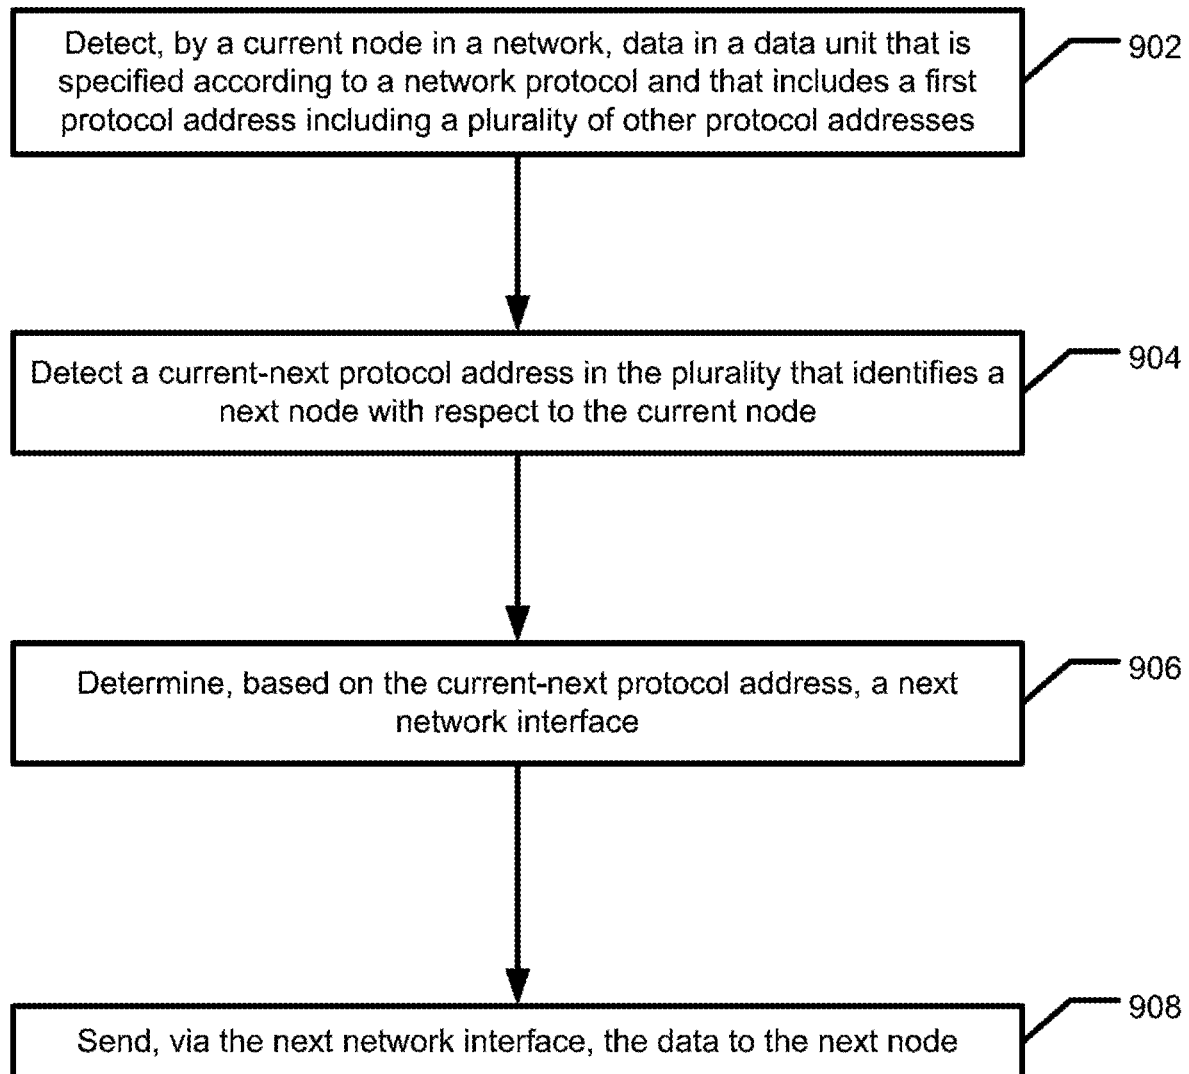 Detect, by a current node in a network, data in a data unit that is
specified according to a network protocol and that includes a first
protocol address including a plurality of other protocol addresses
902
Detect a current-next protocol address in the plurality that identifies a
next node with respect to the current node
904
Determine, based on the current-next protocol address, a next
network interface
906
Send, via the next network interface, the data to the next node
908